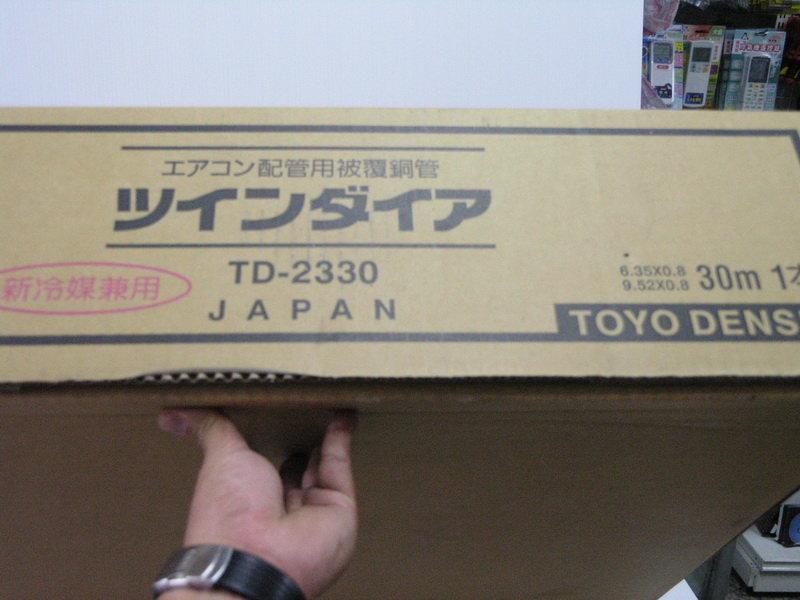 エアコン配管用被覆銅管
ツインダイア
TD-2330
JAPAN
新冷媒兼用
6.35X0.8
9.52X0.8
30m 1本
TOYO DENS